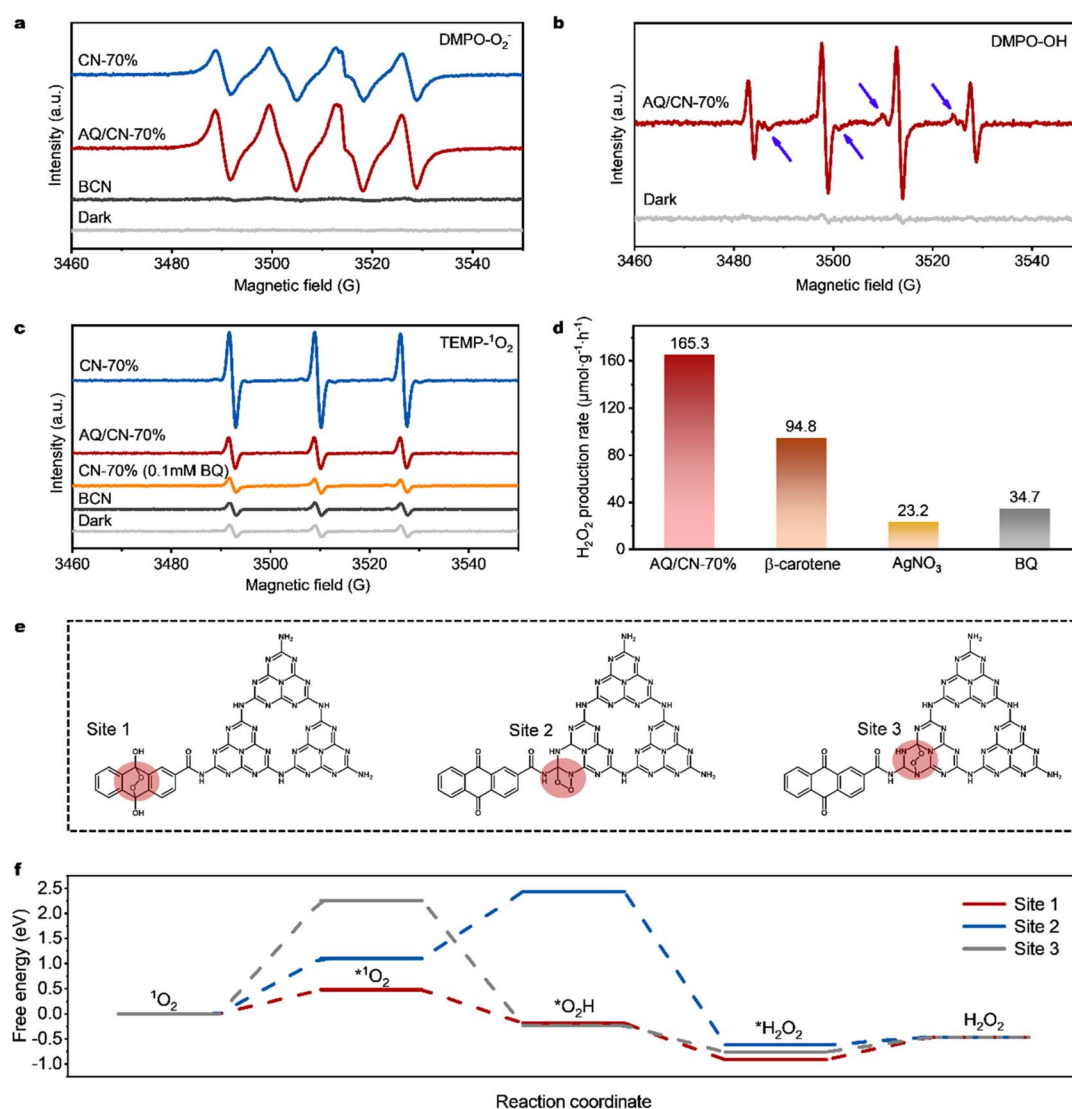 a
DMPO-O₂⁻
CN-70%
AQ/CN-70%
BCN
Dark
Intensity (a.u.)
3460 3480 3500 3520 3540
Magnetic field (G)
b
DMPO-OH
AQ/CN-70%
Dark
Intensity (a.u.)
3460 3480 3500 3520 3540
Magnetic field (G)
c
TEMP-¹O₂
CN-70%
AQ/CN-70%
CN-70% (0.1mM BQ)
BCN
Dark
Intensity (a.u.)
3460 3480 3500 3520 3540
Magnetic field (G)
d
H₂O₂ production rate (μmol·g⁻¹·h⁻¹)
160
120
80
40
0
165.3
94.8
23.2
34.7
AQ/CN-70% β-carotene AgNO₃ BQ
e
Site 1
Site 2
Site 3
f
Free energy (eV)
2.5
2.0
1.5
1.0
0.5
0.0
-0.5
-1.0
¹O₂
*¹O₂
*O₂H
*H₂O₂
H₂O₂
Site 1
Site 2
Site 3
Reaction coordinate